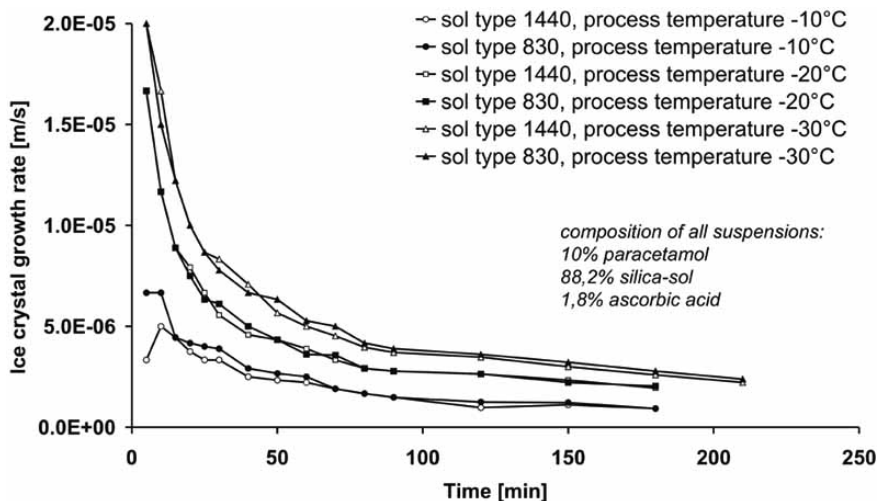 2.0E-05
1.5E-05
1.0E-05
5.0E-06
0.0E+00
Ice crystal growth rate [m/s]
sol type 1440, process temperature -10°C
sol type 830, process temperature -10°C
sol type 1440, process temperature -20°C
sol type 830, process temperature -20°C
sol type 1440, process temperature -30°C
sol type 830, process temperature -30°C
composition of all suspensions:
10% paracetamol
88,2% silica-sol
1,8% ascorbic acid
0 50 100 150 200 250
Time [min]